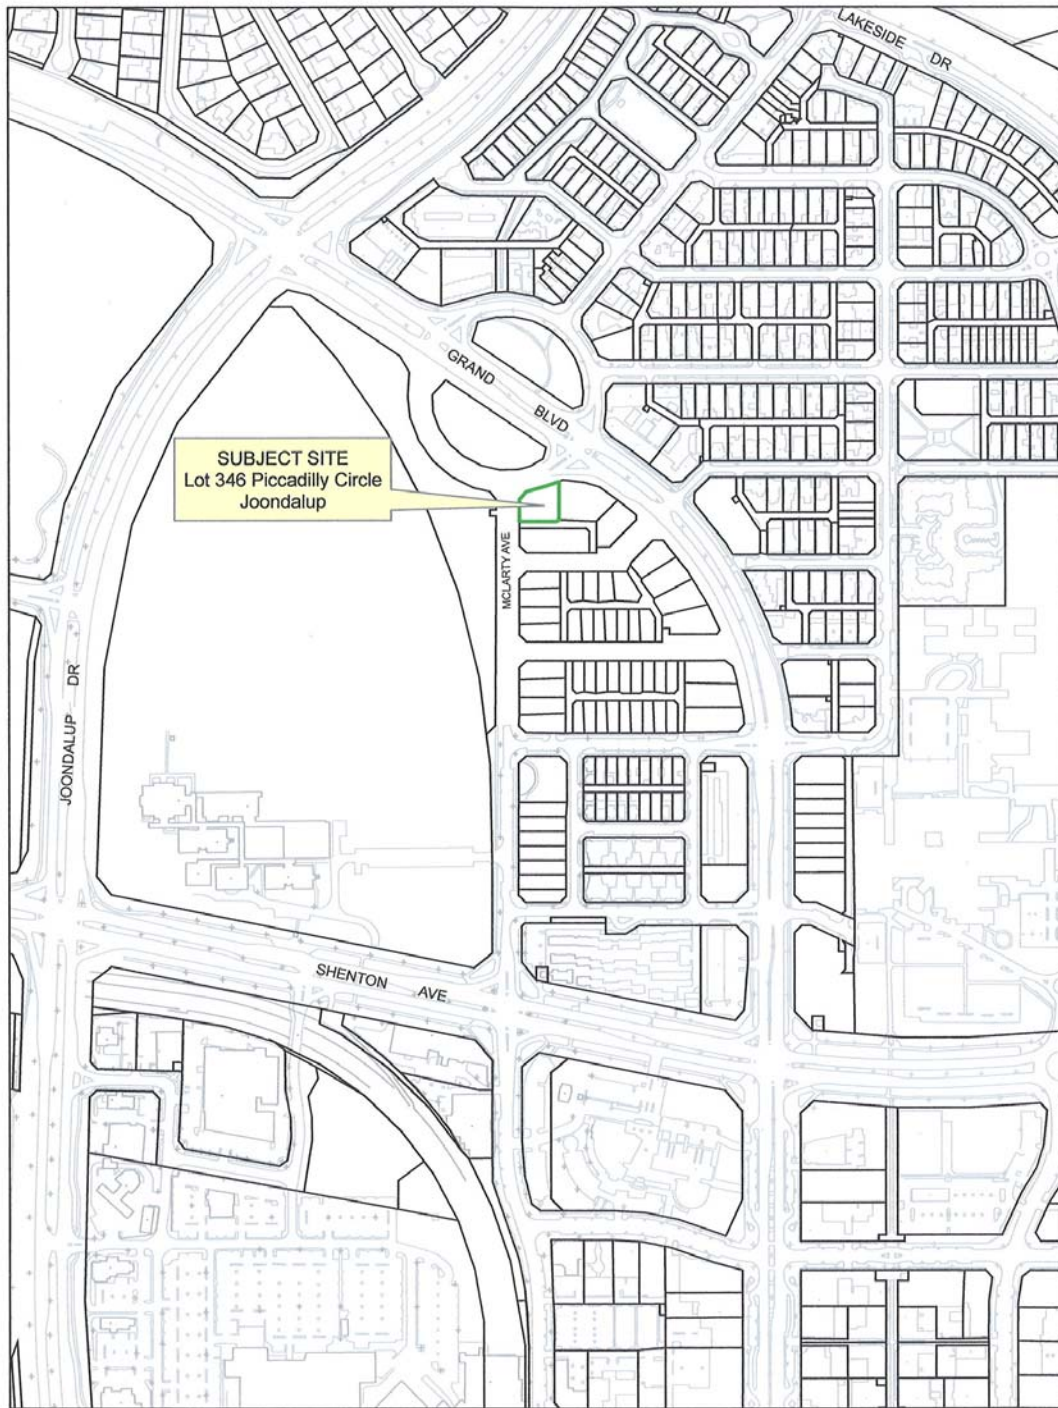 LAKESIDE DR
GRAND BLVD
SUBJECT SITE
Lot 346 Piccadilly Circle
Joondalup
MCLARTY AVE
JOONDALUP DR
SHENTON AVE